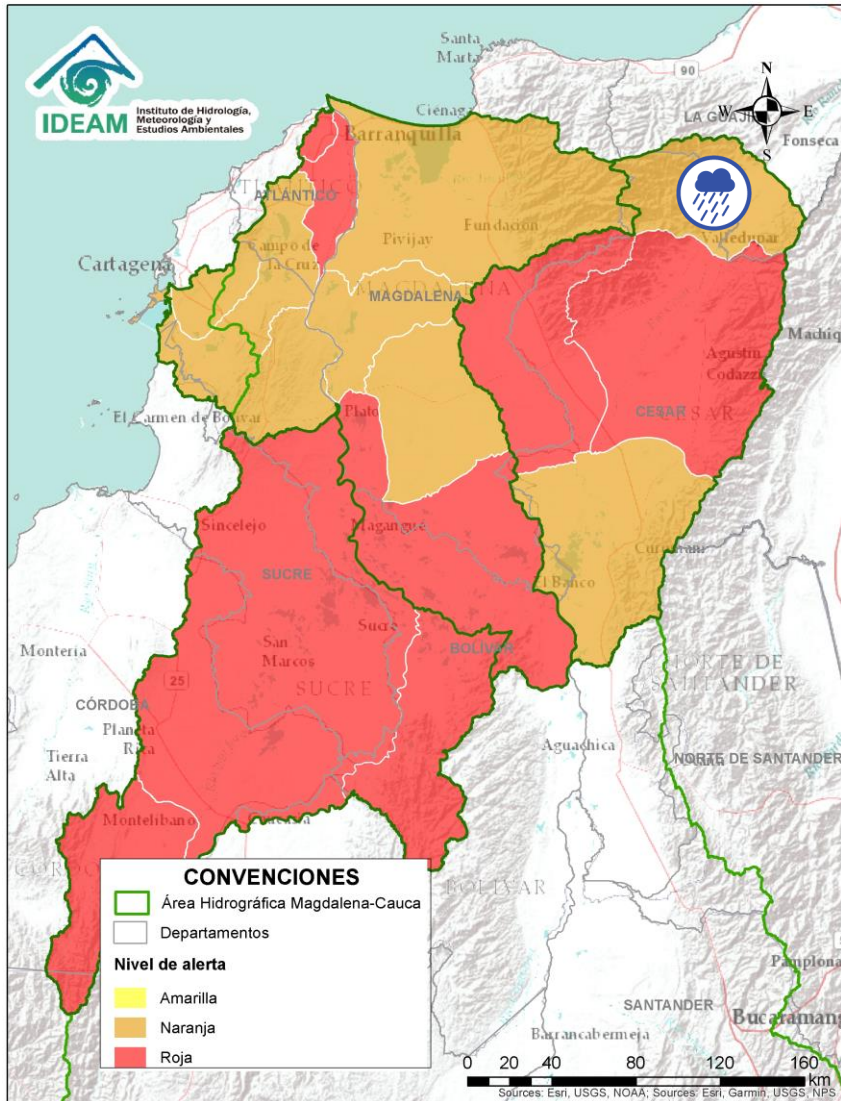 IDEAM
Instituto de Hidrología,
Meteorología y
Estudios Ambientales
Santa
Marta
90
N
W E
S
Ciénaga
LA GUAJI
Fonseca
Barranquilla
ATLÁNTICO
Fundación
Valledupar
Campo de
la Cruz
Pivijay
Cartagena
MAGDALENA
Machiq
Agustín
Codazzi
El Carmen de Bolívar
Plato
CESAR
CESAR
Sincelejo
Magangué
SUCRE
El Banco
Sucre
Montería
San
Marcos
BOLÍVAR
NORTE DE
SANTANDER
25
SUCRE
CÓRDOBA
Planeta
Rica
Aguachica
NORTE DE SANTANDER
Tierra
Alta
Montelíbano
BOLÍVAR
CONVENCIONES
Área Hidrográfica Magdalena-Cauca
Departamentos
Nivel de alerta
Amarilla
Naranja
Roja
Pamplona
SANTANDER
Bucaramang
Barrancabermeja
0 20 40 80 120 160
km
Sources: Esri, USGS, NOAA; Sources: Esri, Garmin, USGS, NPS